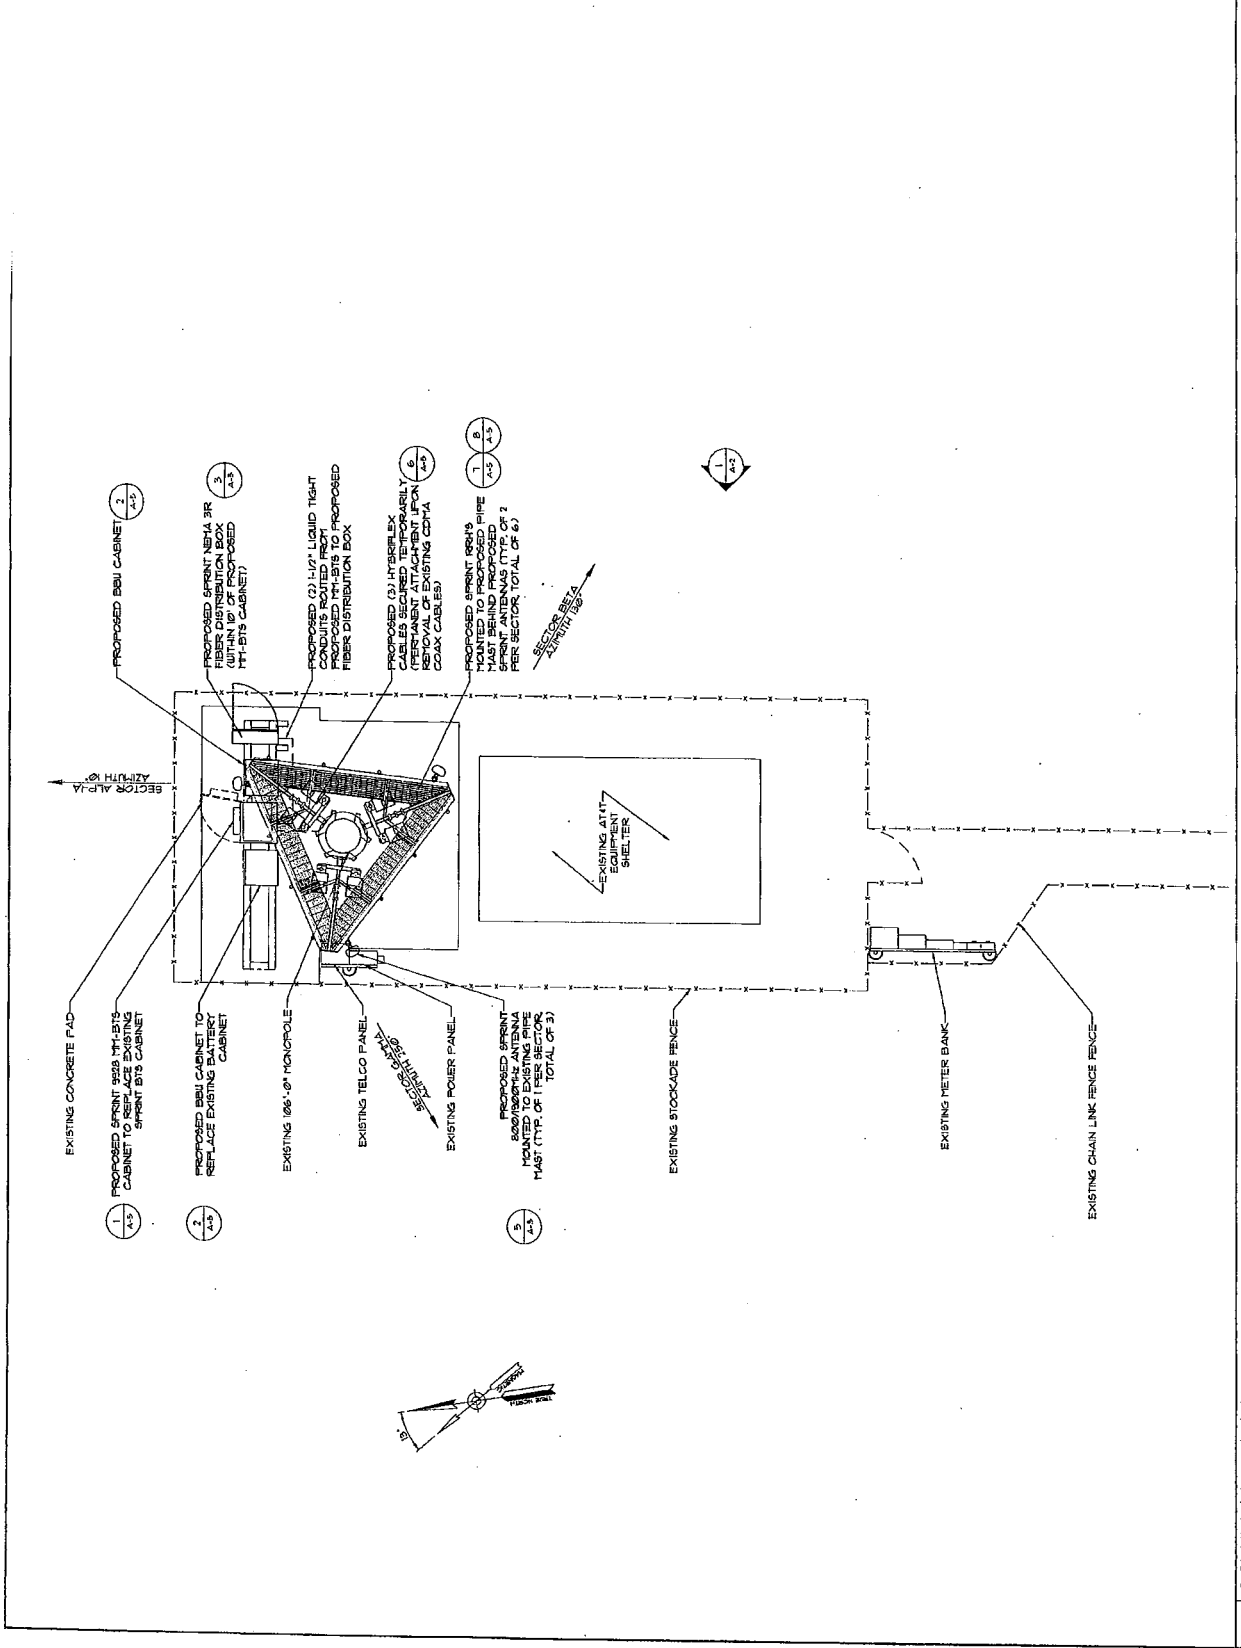 EXISTING CONCRETE PAD
1
A-5
PROPOSED SPRINT 9928 MM-BTS
CABINET TO REPLACE EXISTING
SPRINT BTS CABINET
2
A-5
PROPOSED BBU CABINET TO
REPLACE EXISTING BATTERY
CABINET
EXISTING 106'-0" MONOPOLE
EXISTING TELCO PANEL
SECTOR GAMMA
AZIMUTH 250°
EXISTING POWER PANEL
5
A-5
PROPOSED SPRINT
800/1900MHz ANTENNA
MOUNTED TO EXISTING PIPE
MAST (TYP. OF 1 PER SECTOR,
TOTAL OF 3)
EXISTING STOCKADE FENCE
EXISTING METER BANK
EXISTING CHAIN LINK FENCE FENCE
SECTOR ALPHA
AZIMUTH 10°
PROPOSED BBU CABINET
2
A-5
PROPOSED SPRINT NEMA 3R
FIBER DISTRIBUTION BOX
(WITHIN 10' OF PROPOSED
MM-BTS CABINET)
3
A-5
PROPOSED (2) 1-1/2" LIQUID TIGHT
CONDUITS ROUTED FROM
PROPOSED MM-BTS TO PROPOSED
FIBER DISTRIBUTION BOX
PROPOSED (3) HYBRIFLEX
CABLES SECURED TEMPORARILY
(PERMANENT ATTACHMENT UPON
REMOVAL OF EXISTING CDMA
COAX CABLES)
6
A-5
PROPOSED SPRINT RRH'S
MOUNTED TO PROPOSED PIPE
MAST BEHIND PROPOSED
SPRINT ANTENNAS (TYP. OF 2
PER SECTOR, TOTAL OF 6)
7
A-5
8
A-5
SECTOR BETA
AZIMUTH 130°
EXISTING AT&T
EQUIPMENT
SHELTER
1
A-2
13°
MAGNETIC
TRUE NORTH